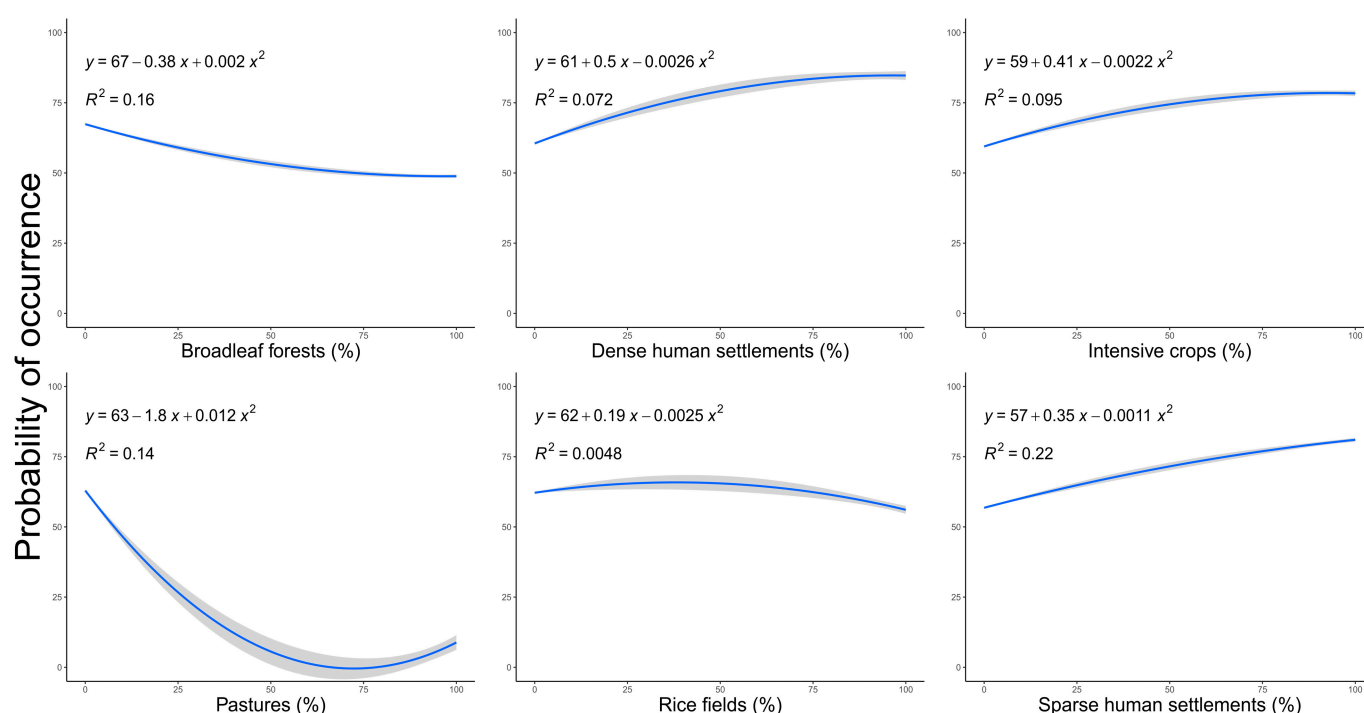 Probability of occurrence
y = 67 − 0.38 x + 0.002 x²
R² = 0.16
100
75
50
25
0
0 25 50 75 100
Broadleaf forests (%)
y = 61 + 0.5 x − 0.0026 x²
R² = 0.072
100
75
50
25
0
0 25 50 75 100
Dense human settlements (%)
y = 59 + 0.41 x − 0.0022 x²
R² = 0.095
100
75
50
25
0
0 25 50 75 100
Intensive crops (%)
y = 63 − 1.8 x + 0.012 x²
R² = 0.14
100
75
50
25
0
0 25 50 75 100
Pastures (%)
y = 62 + 0.19 x − 0.0025 x²
R² = 0.0048
100
75
50
25
0
0 25 50 75 100
Rice fields (%)
y = 57 + 0.35 x − 0.0011 x²
R² = 0.22
100
75
50
25
0
0 25 50 75 100
Sparse human settlements (%)